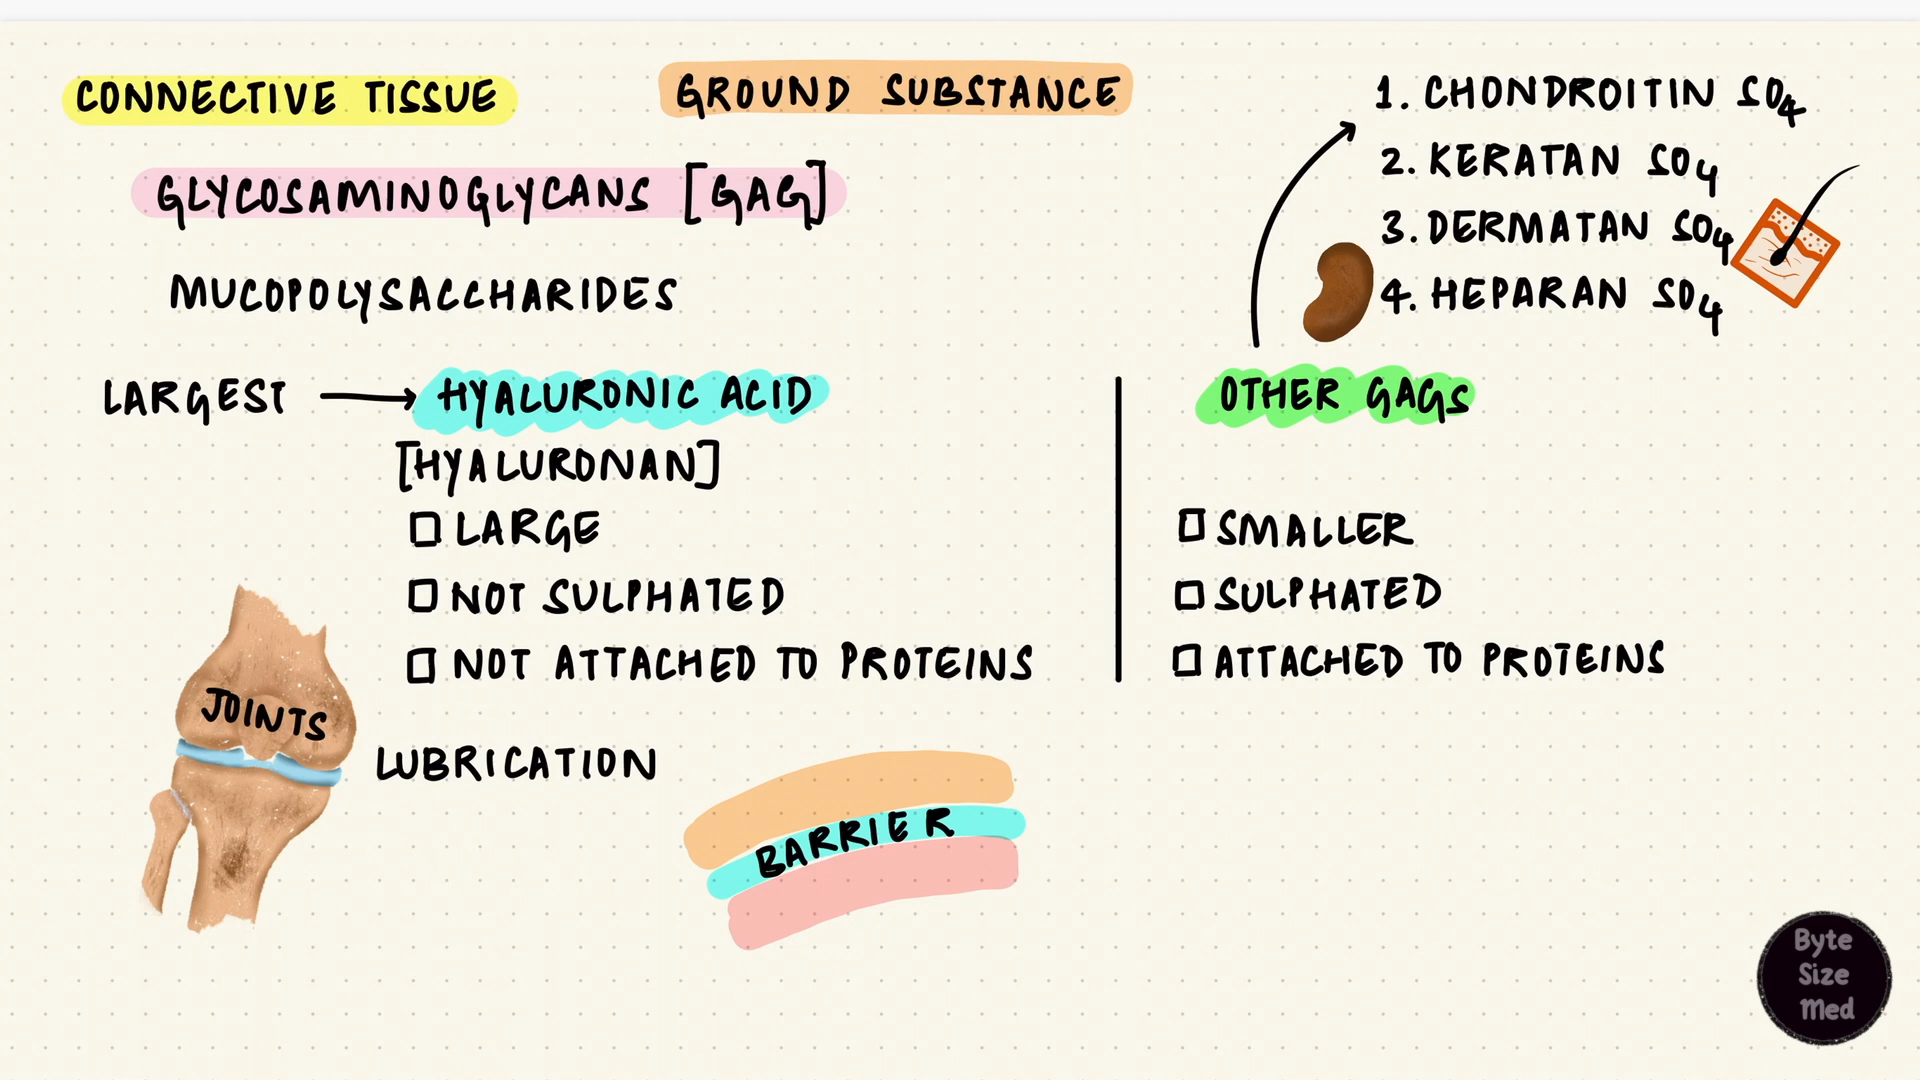 CONNECTIVE TISSUE
GROUND SUBSTANCE
GLYCOSAMINOGLYCANS [GAG]
MUCOPOLYSACCHARIDES
LARGEST → HYALURONIC ACID
[HYALURONAN]
☐ LARGE
☐ NOT SULPHATED
☐ NOT ATTACHED TO PROTEINS
JOINTS
LUBRICATION
BARRIER
1. CHONDROITIN SO4
2. KERATAN SO4
3. DERMATAN SO4
4. HEPARAN SO4
OTHER GAGS
☐ SMALLER
☐ SULPHATED
☐ ATTACHED TO PROTEINS
Byte
Size
Med